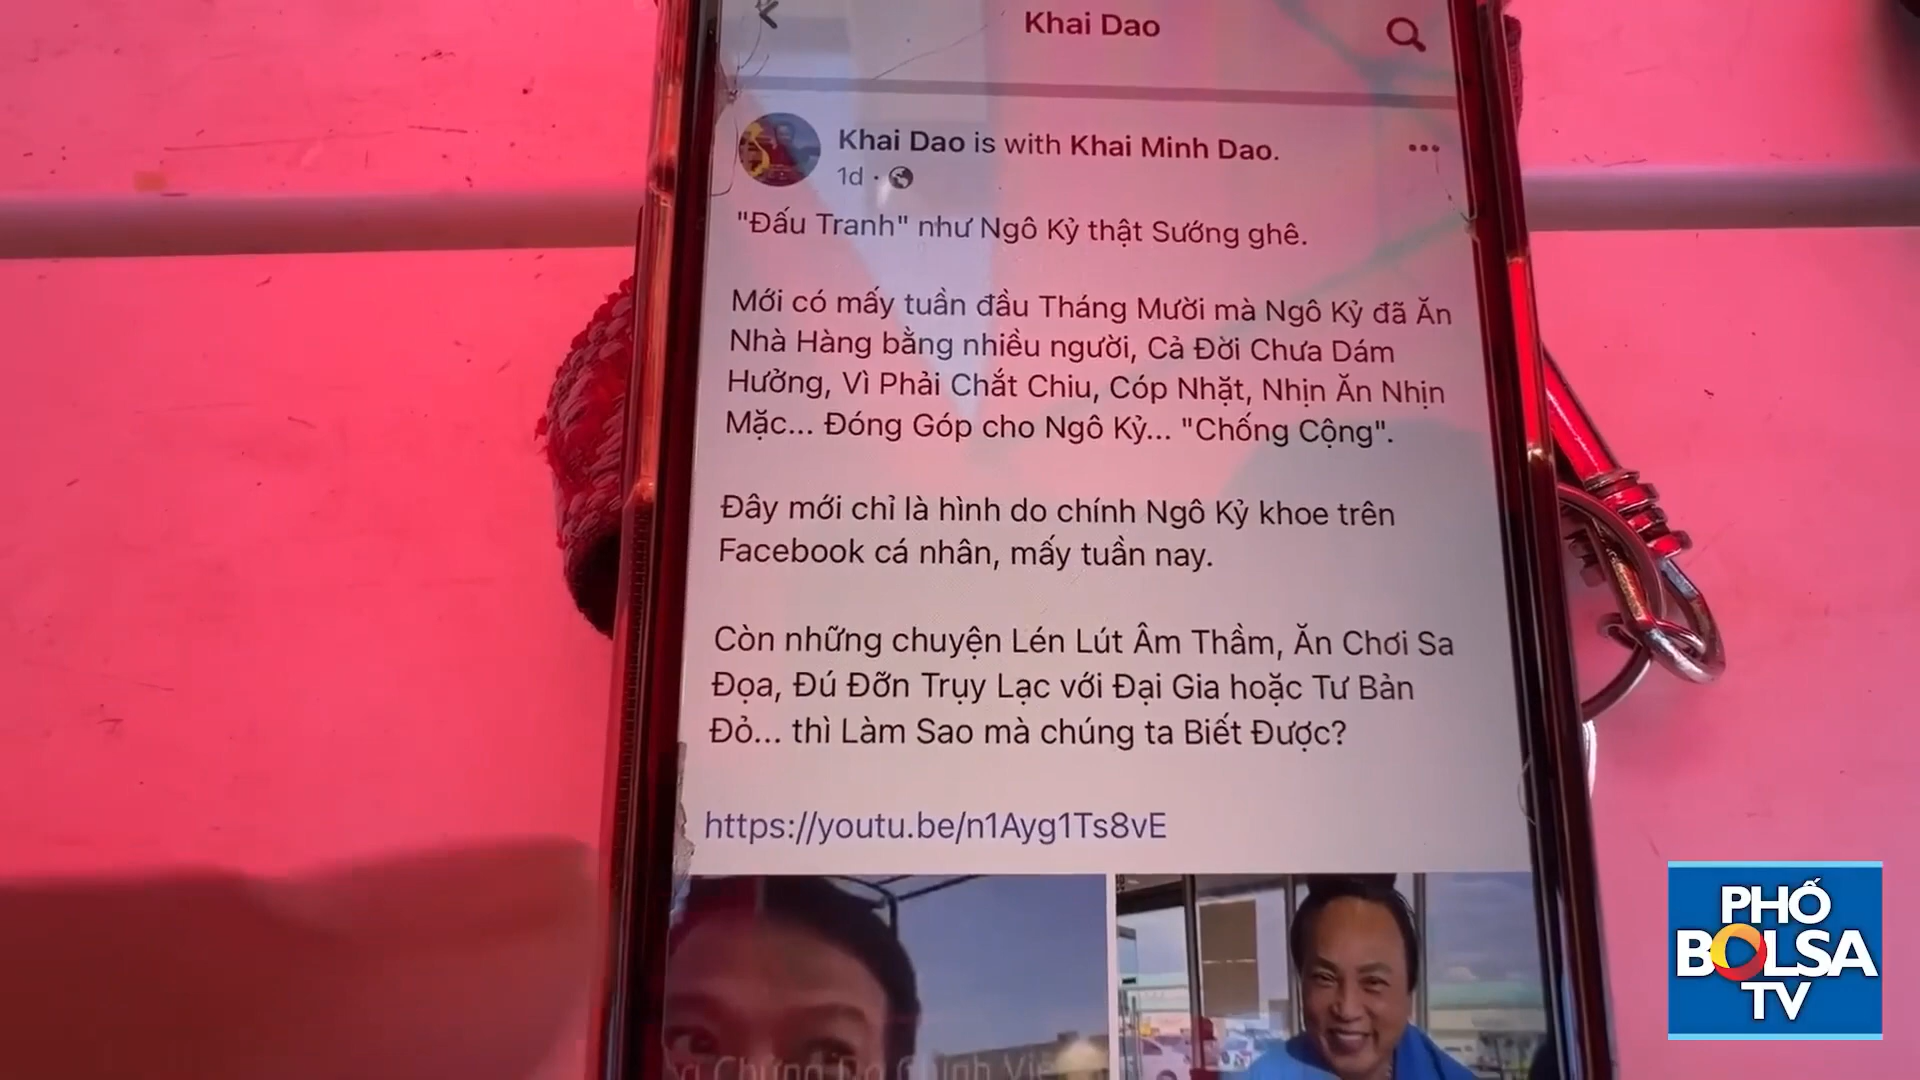 Khai Dao
Khai Dao is with Khai Minh Dao.
1d ·
"Đấu Tranh" như Ngô Kỷ thật Sướng ghê.
Mới có mấy tuần đầu Tháng Mười mà Ngô Kỷ đã Ăn
Nhà Hàng bằng nhiều người, Cả Đời Chưa Dám
Hưởng, Vì Phải Chắt Chiu, Cóp Nhặt, Nhịn Ăn Nhịn
Mặc... Đóng Góp cho Ngô Kỷ... "Chống Cộng".
Đây mới chỉ là hình do chính Ngô Kỷ khoe trên
Facebook cá nhân, mấy tuần nay.
Còn những chuyện Lén Lút Âm Thầm, Ăn Chơi Sa
Đọa, Đú Đỡn Trụy Lạc với Đại Gia hoặc Tư Bản
Đỏ... thì Làm Sao mà chúng ta Biết Được?
https://youtu.be/n1Ayg1Ts8vE
PHỐ
BOLSA
TV